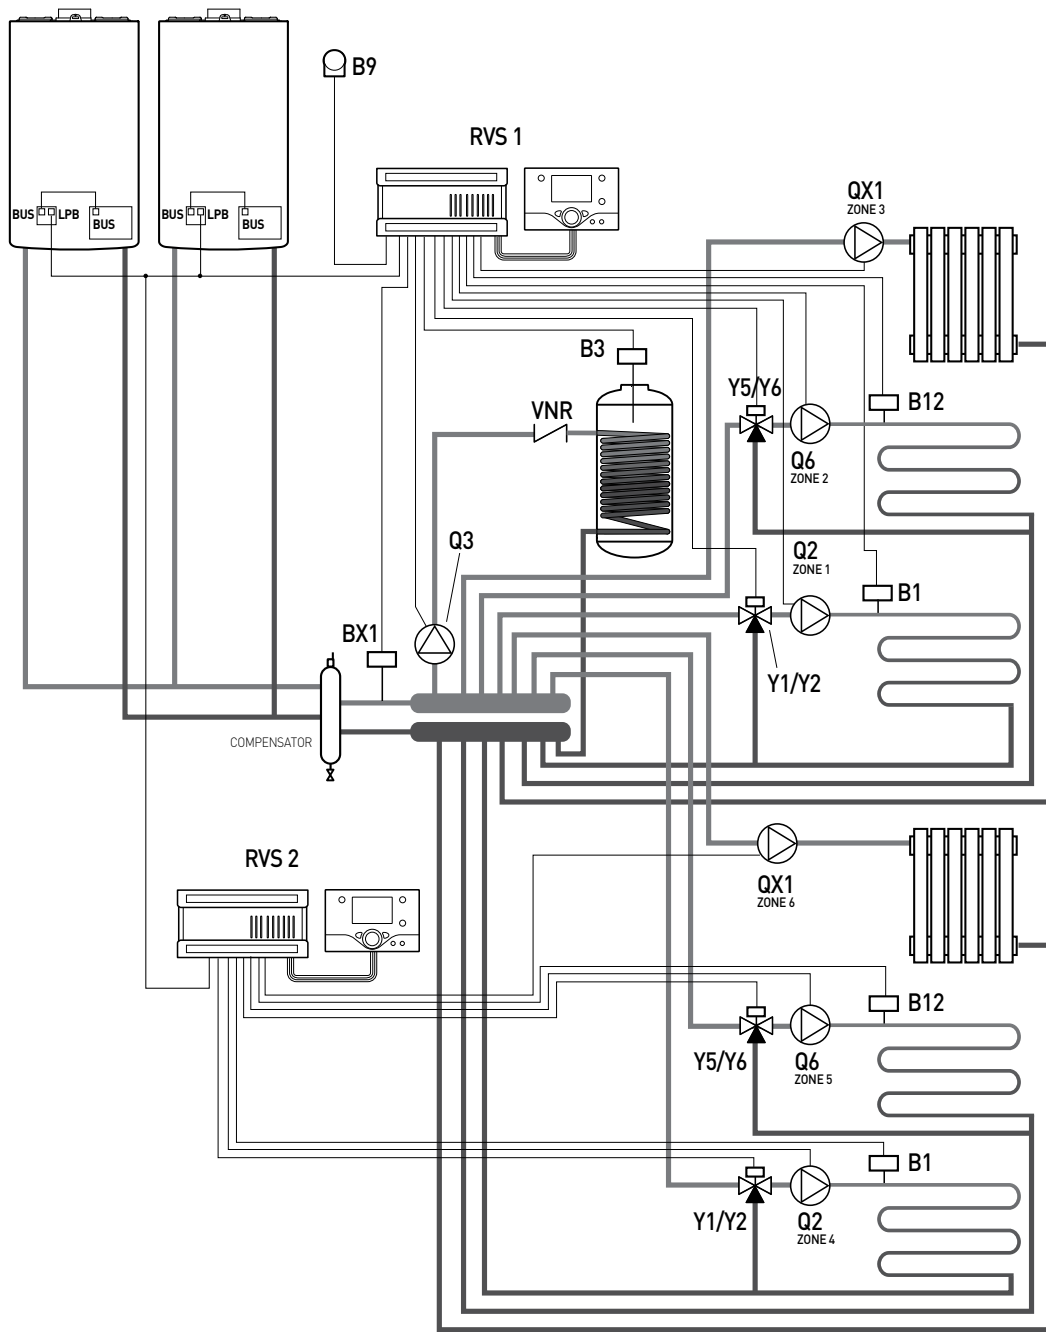 B9
RVS 1
QX1
ZONE 3
BUS LPB
BUS
BUS LPB
BUS
B3
Y5/Y6
B12
VNR
Q6
ZONE 2
Q3
Q2
ZONE 1
B1
BX1
Y1/Y2
COMPENSATOR
RVS 2
QX1
ZONE 6
B12
Y5/Y6
Q6
ZONE 5
B1
Y1/Y2
Q2
ZONE 4